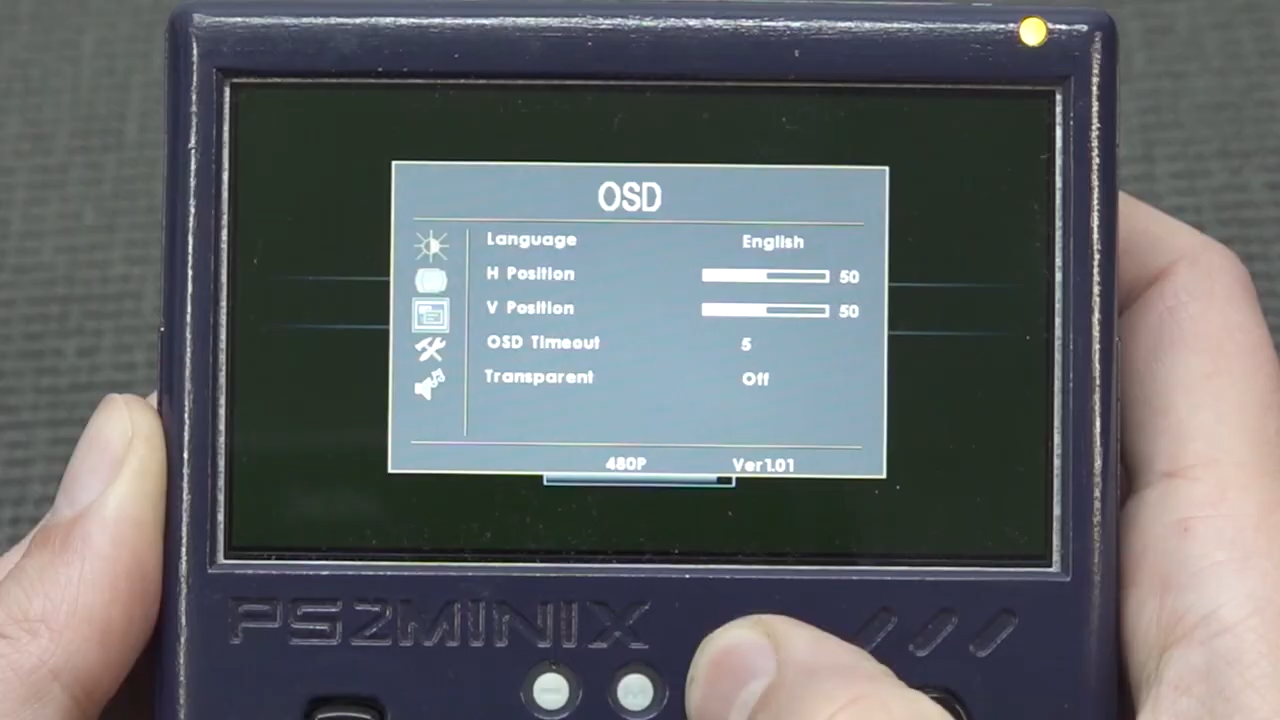 OSD
Language English
H Position 50
V Position 50
OSD Timeout 5
Transparent Off
480P Ver1.01
PS2MINIX